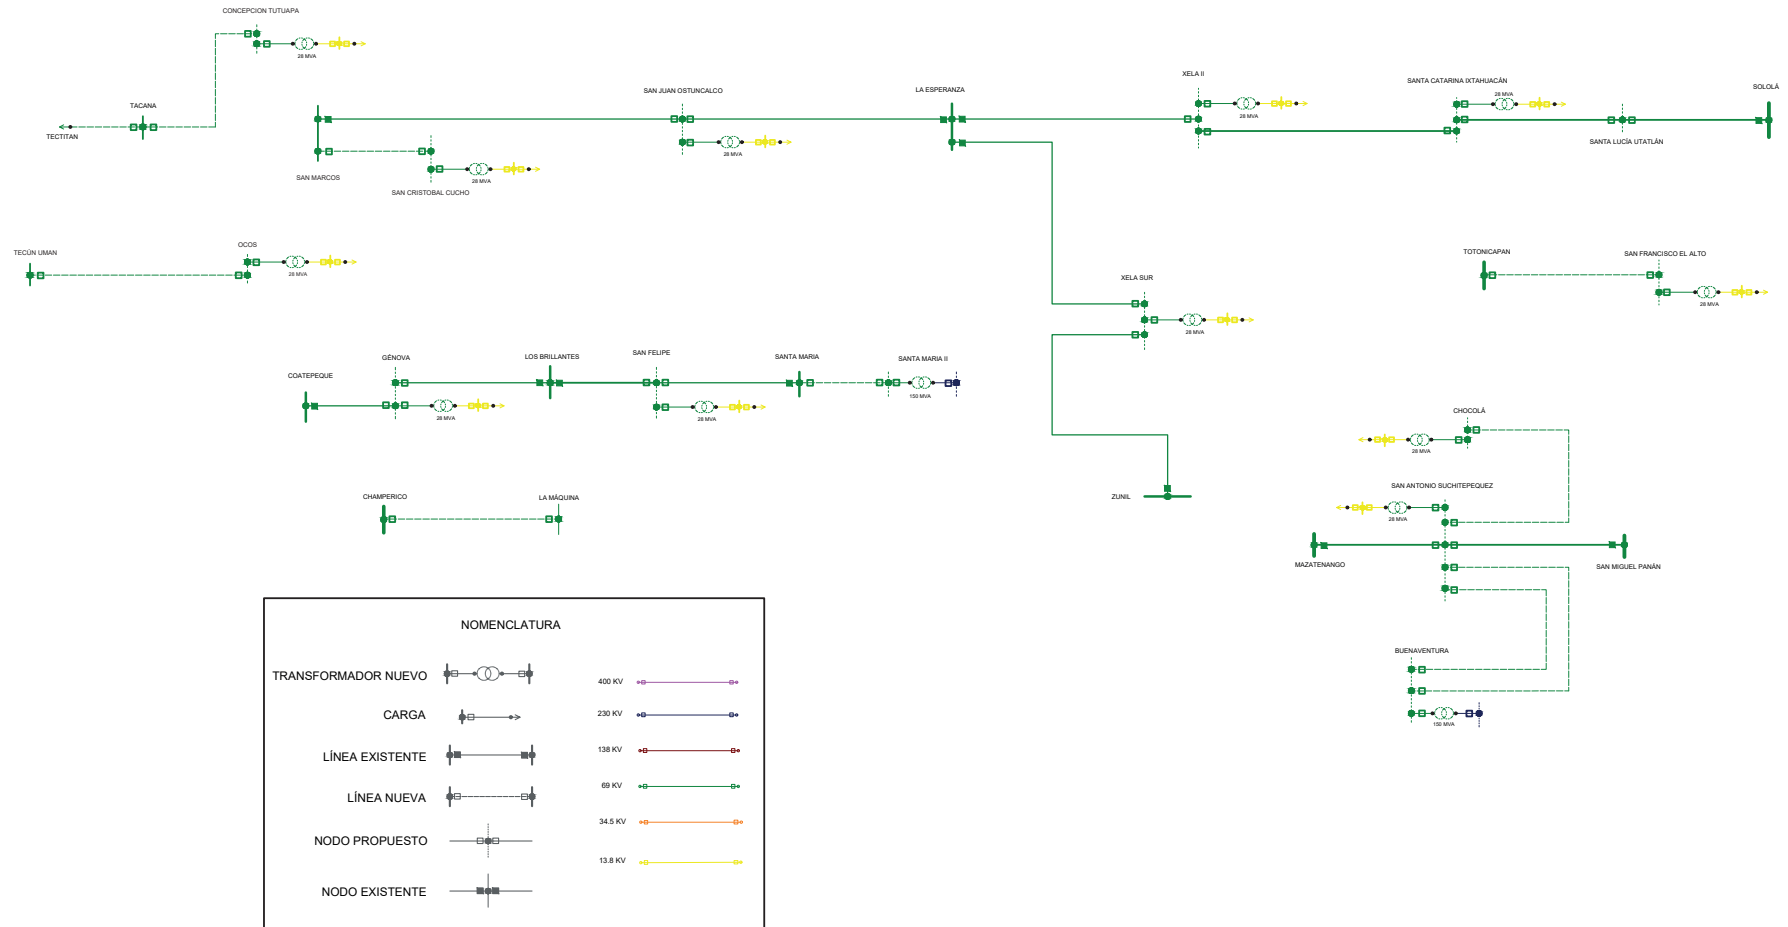 CONCEPCION TUTUAPA
28 MVA
TACANA
TECTITAN
SAN JUAN OSTUNCALCO
28 MVA
LA ESPERANZA
XELA II
28 MVA
SANTA CATARINA IXTAHUACÁN
28 MVA
SANTA LUCÍA UTATLÁN
SOLOLÁ
SAN MARCOS
SAN CRISTOBAL CUCHO
28 MVA
TECÚN UMAN
OCOS
28 MVA
XELA SUR
28 MVA
TOTONICAPAN
SAN FRANCISCO EL ALTO
28 MVA
COATEPEQUE
GÉNOVA
28 MVA
LOS BRILLANTES
SAN FELIPE
28 MVA
SANTA MARIA
SANTA MARIA II
150 MVA
CHOCOLÁ
28 MVA
CHAMPERICO
LA MÁQUINA
ZUNIL
SAN ANTONIO SUCHITEPEQUEZ
28 MVA
MAZATENANGO
SAN MIGUEL PANÁN
BUENAVENTURA
150 MVA
NOMENCLATURA
TRANSFORMADOR NUEVO
CARGA
LÍNEA EXISTENTE
LÍNEA NUEVA
NODO PROPUESTO
NODO EXISTENTE
400 KV
230 KV
138 KV
69 KV
34.5 KV
13.8 KV